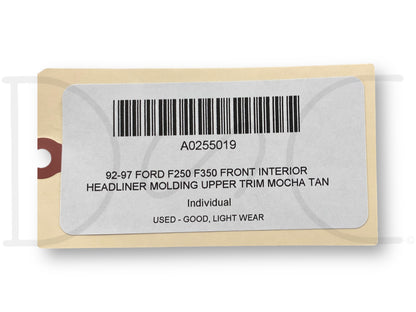 A0255019
92-97 FORD F250 F350 FRONT INTERIOR
HEADLINER MOLDING UPPER TRIM MOCHA TAN
Individual
USED - GOOD, LIGHT WEAR